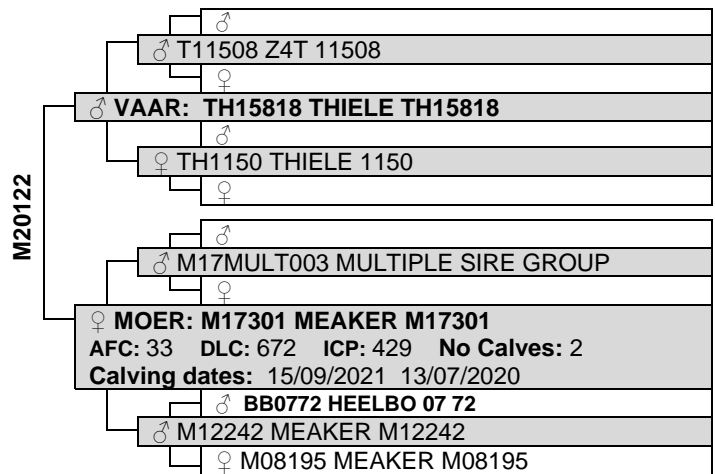 ♂
♂ T11508 Z4T 11508
♀
♂ VAAR: TH15818 THIELE TH15818
♂
♀ TH1150 THIELE 1150
♀
M20122
♂
♂ M17MULT003 MULTIPLE SIRE GROUP
♀
♀ MOER: M17301 MEAKER M17301
AFC: 33 DLC: 672 ICP: 429 No Calves: 2
Calving dates: 15/09/2021 13/07/2020
♂ BB0772 HEELBO 07 72
♂ M12242 MEAKER M12242
♀ M08195 MEAKER M08195